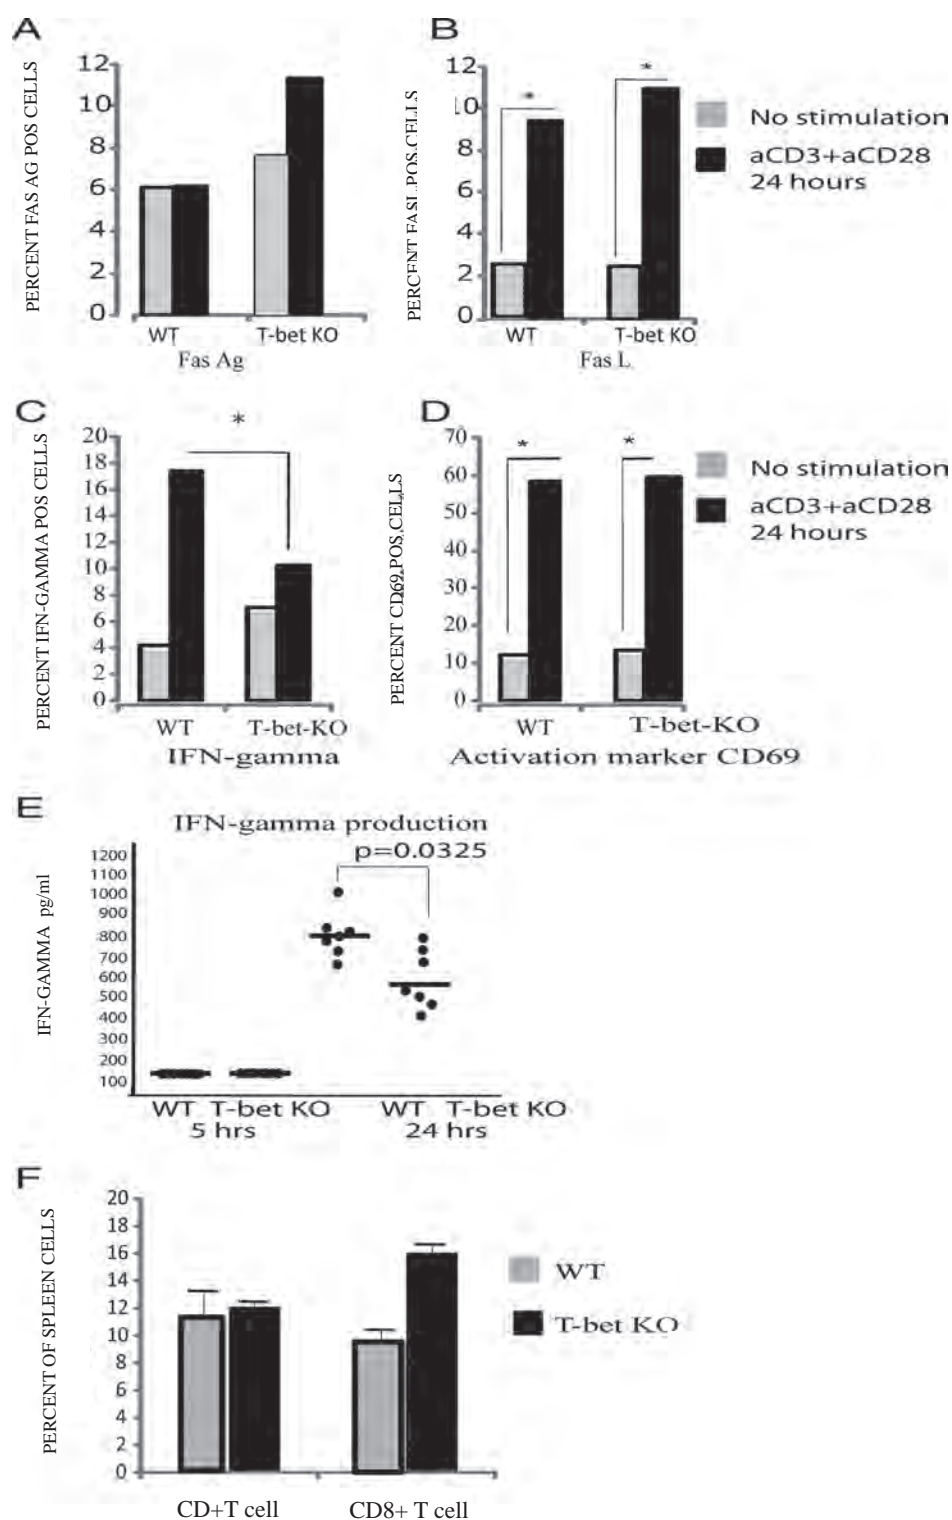 A
PERCENT FAS AG POS CELLS
12
10
8
6
4
2
0
WT
T-bet KO
Fas Ag
B
PERCENT FASL.POS.CELLS
12
10
8
6
4
2
0
*
*
WT
T-bet KO
Fas L
No stimulation
aCD3+aCD28
24 hours
C
PERCENT IFN-GAMMA POS CELLS
20
18
16
14
12
10
8
6
4
2
0
*
WT
T-bet-KO
IFN-gamma
D
PERCENT CD69.POS.CELLS
70
60
50
40
30
20
10
0
*
*
WT
T-bet-KO
Activation marker CD69
No stimulation
aCD3+aCD28
24 hours
E
IFN-gamma production
p=0.0325
IFN-GAMMA pg/ml
1200
1100
1000
900
800
700
600
500
400
300
200
100
WT T-bet KO
5 hrs
WT T-bet KO
24 hrs
F
PERCENT OF SPLEEN CELLS
20
18
16
14
12
10
8
6
4
2
0
CD+T cell
CD8+ T cell
WT
T-bet KO